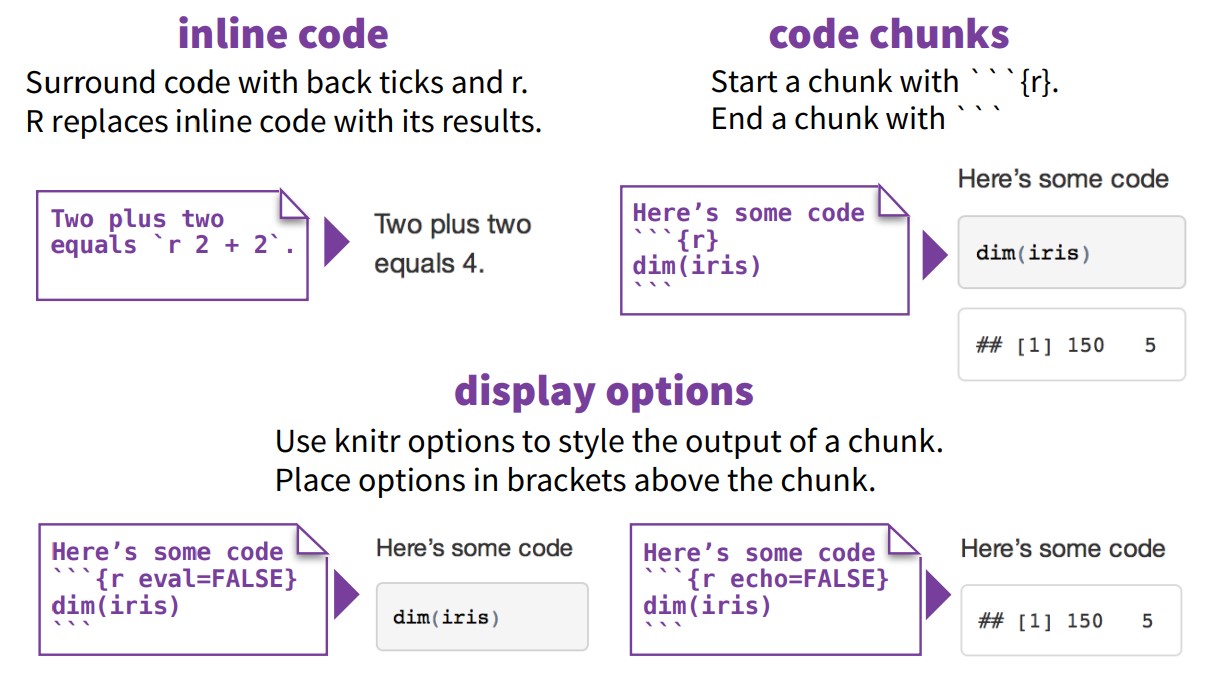 inline code
Surround code with back ticks and r.
R replaces inline code with its results.
Two plus two
equals `r 2 + 2`.
Two plus two
equals 4.
code chunks
Start a chunk with ```{r}.
End a chunk with ```
Here’s some code
```{r}
dim(iris)
```
Here’s some code
dim(iris)
## [1] 150   5
display options
Use knitr options to style the output of a chunk.
Place options in brackets above the chunk.
Here’s some code
```{r eval=FALSE}
dim(iris)
```
Here’s some code
dim(iris)
Here’s some code
```{r echo=FALSE}
dim(iris)
```
Here’s some code
## [1] 150   5